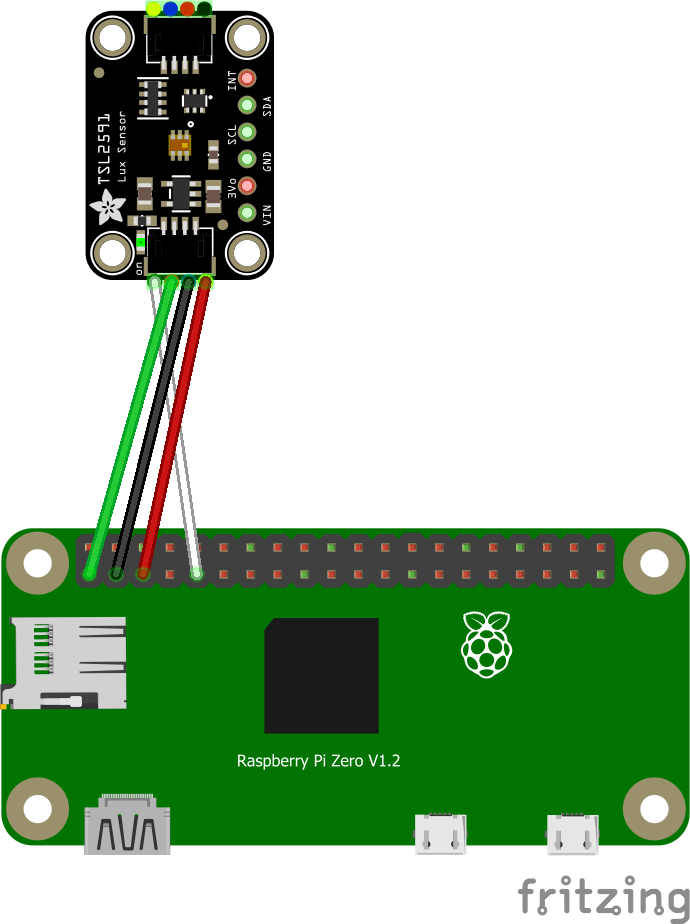 INT
SDA
SCL
GND
3Vo
VIN
TSL2591
Lux Sensor
on
Raspberry Pi Zero V1.2
fritzing